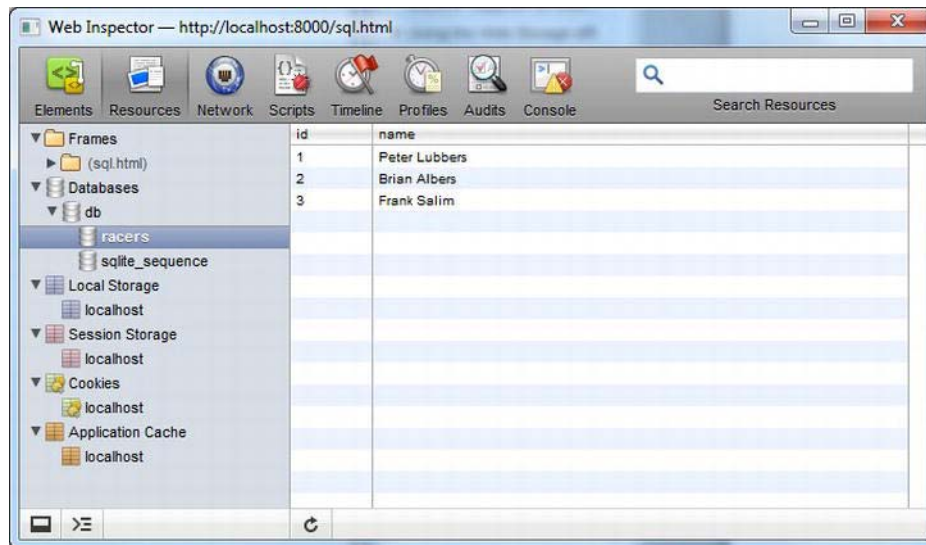 Web Inspector — http://localhost:8000/sql.html
Elements Resources Network Scripts Timeline Profiles Audits Console Search Resources
Frames
(sql.html)
Databases
db
racers
sqlite_sequence
Local Storage
localhost
Session Storage
localhost
Cookies
localhost
Application Cache
localhost
id name
1 Peter Lubbers
2 Brian Albers
3 Frank Salim